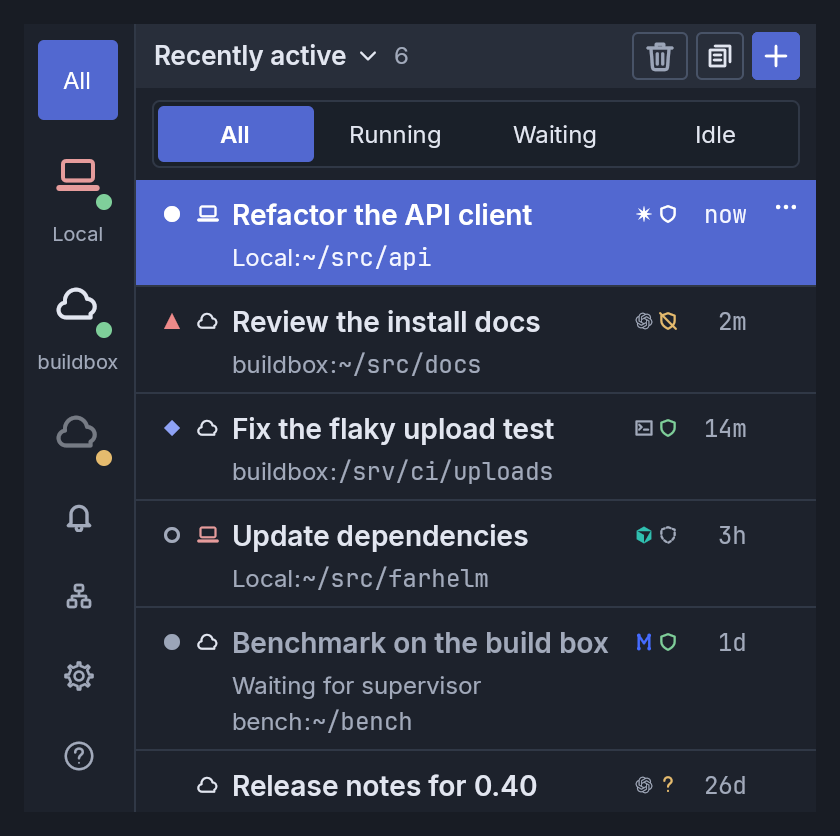 All
Local
buildbox
Recently active 6
All Running Waiting Idle
Refactor the API client now
Local:~/src/api
Review the install docs 2m
buildbox:~/src/docs
Fix the flaky upload test 14m
buildbox:/srv/ci/uploads
Update dependencies 3h
Local:~/src/farhelm
Benchmark on the build box 1d
Waiting for supervisor
bench:~/bench
Release notes for 0.40 ? 26d